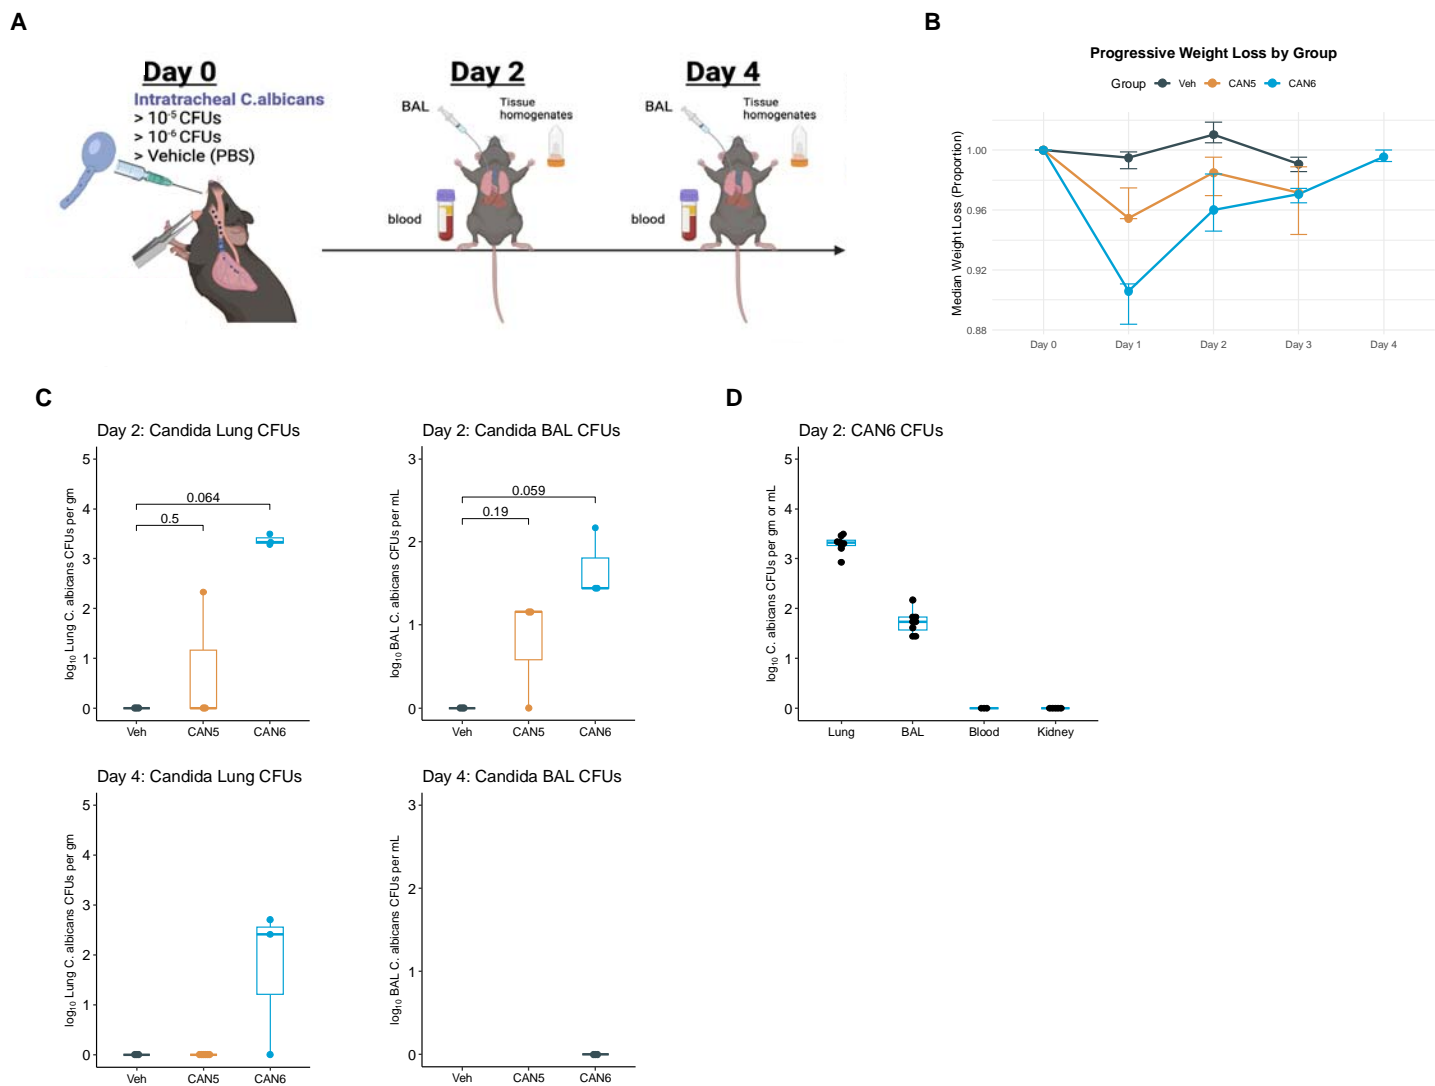 A
Day 0
Intratracheal C.albicans
> 10-5 CFUs
> 10-6 CFUs
> Vehicle (PBS)
Day 2
BAL
Tissue
homogenates
blood
Day 4
BAL
Tissue
homogenates
blood
B
Progressive Weight Loss by Group
Group Veh CAN5 CAN6
Median Weight Loss (Proportion)
1.00
0.96
0.92
0.88
Day 0 Day 1 Day 2 Day 3 Day 4
C
Day 2: Candida Lung CFUs
log10 Lung C. albicans CFUs per gm
5
4
3
2
1
0
0.064
0.5
Veh CAN5 CAN6
Day 2: Candida BAL CFUs
log10 BAL C. albicans CFUs per mL
3
2
1
0
0.059
0.19
Veh CAN5 CAN6
D
Day 2: CAN6 CFUs
log10 C. albicans CFUs per gm or mL
5
4
3
2
1
0
Lung BAL Blood Kidney
Day 4: Candida Lung CFUs
log10 Lung C. albicans CFUs per gm
5
4
3
2
1
0
Veh CAN5 CAN6
Day 4: Candida BAL CFUs
log10 BAL C. albicans CFUs per mL
3
2
1
0
Veh CAN5 CAN6